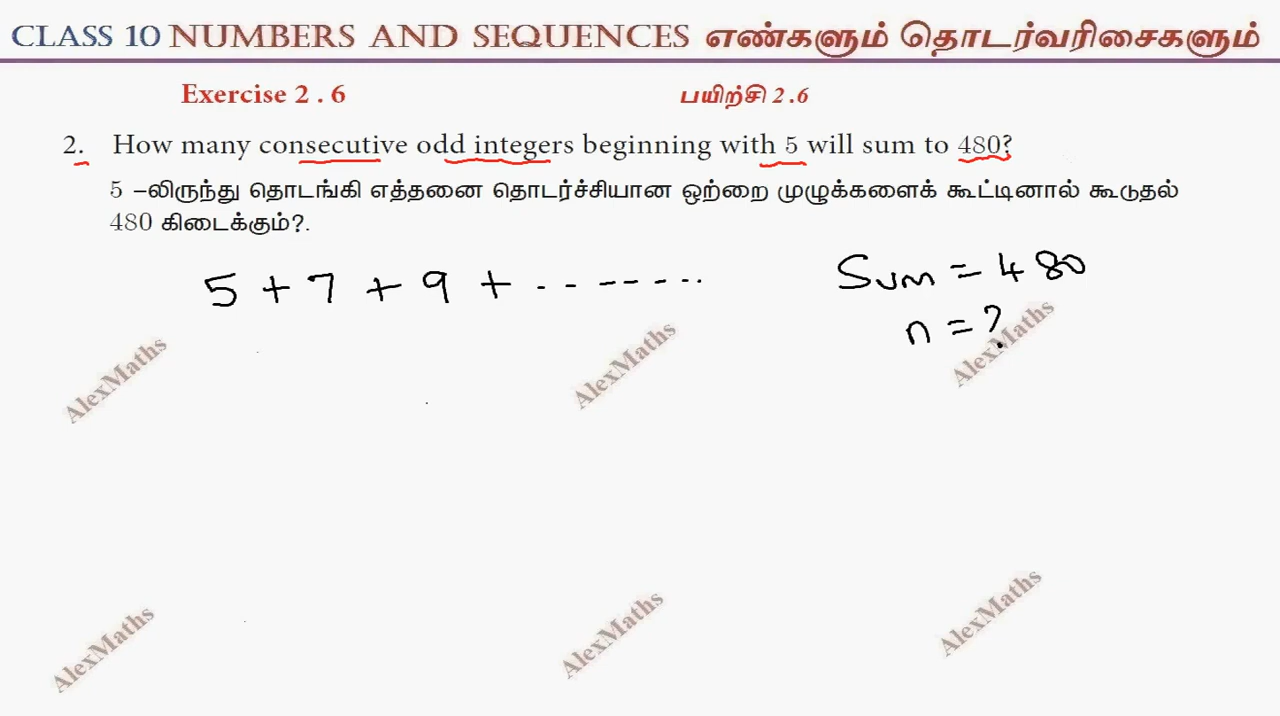 CLASS 10 NUMBERS AND SEQUENCES எண்களும் தொடர்வரிசைகளும்
Exercise 2 . 6 பயிற்சி 2.6
2. How many consecutive odd integers beginning with 5 will sum to 480?
5 –லிருந்து தொடங்கி எத்தனை தொடர்ச்சியான ஒற்றை முழுக்களைக் கூட்டினால் கூடுதல்
480 கிடைக்கும்?.
5 + 7 + 9 + - - - - - - - - Sum = 480
n = ?
AlexMaths AlexMaths AlexMaths
AlexMaths AlexMaths AlexMaths